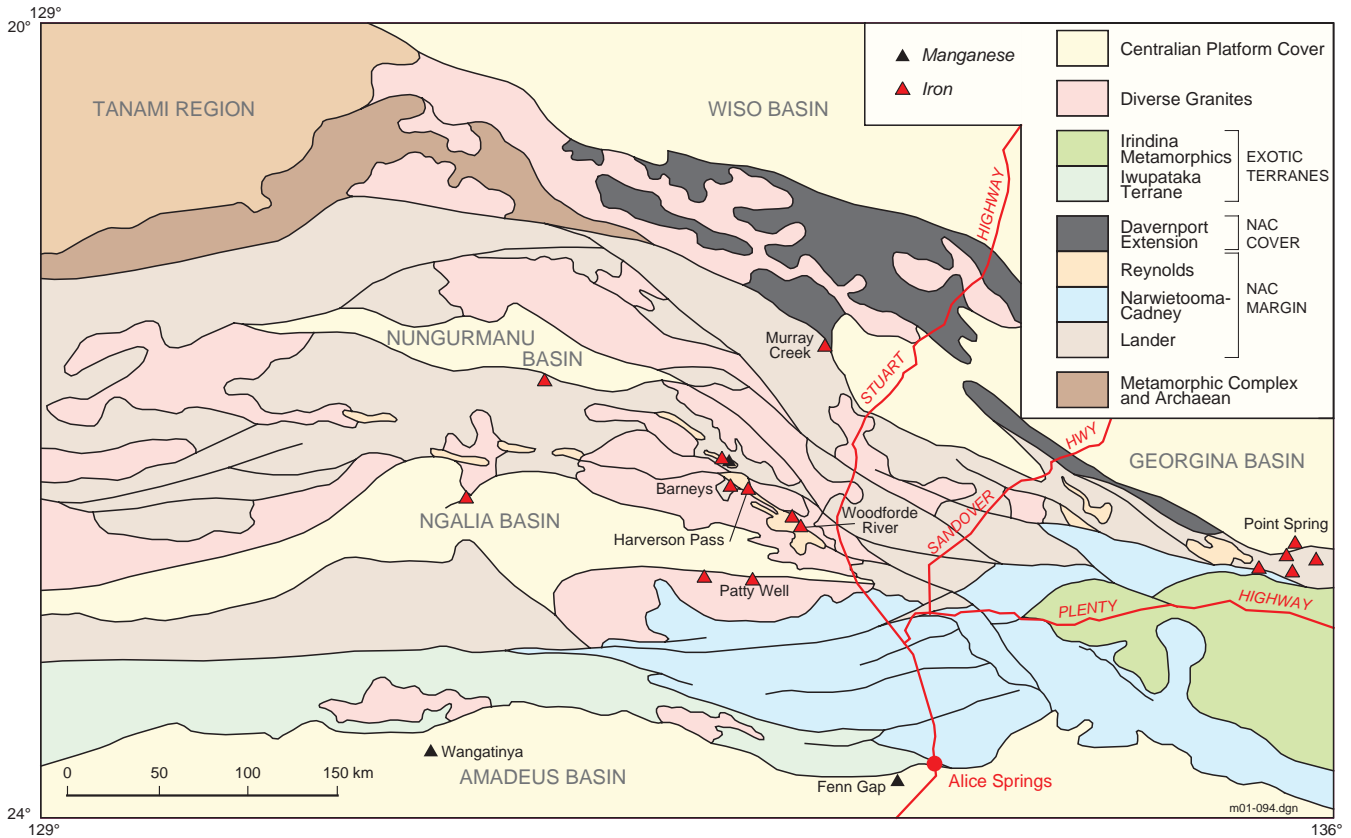 129°
20°
TANAMI REGION
WISO BASIN
Manganese
Iron
Centralian Platform Cover
Diverse Granites
Irindina
Metamorphics
Iwupataka
Terrane
EXOTIC
TERRANES
Davernport
Extension
NAC
COVER
Reynolds
Narwietooma-
Cadney
Lander
NAC
MARGIN
Metamorphic Complex
and Archaean
HIGHWAY
STUART
NUNGURMANU
BASIN
Murray
Creek
HWY
SANDOVER
GEORGINA BASIN
Barneys
NGALIA BASIN
Harverson Pass
Woodforde
River
Point Spring
Patty Well
PLENTY
HIGHWAY
Wangatinya
AMADEUS BASIN
Fenn Gap
Alice Springs
0 50 100 150 km
m01-094.dgn
24°
129°
136°